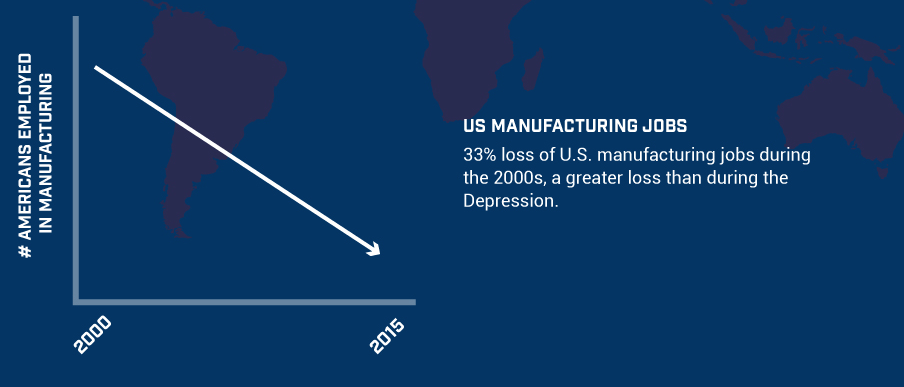 # AMERICANS EMPLOYED
IN MANUFACTURING
2000
2015
US MANUFACTURING JOBS
33% loss of U.S. manufacturing jobs during
the 2000s, a greater loss than during the
Depression.